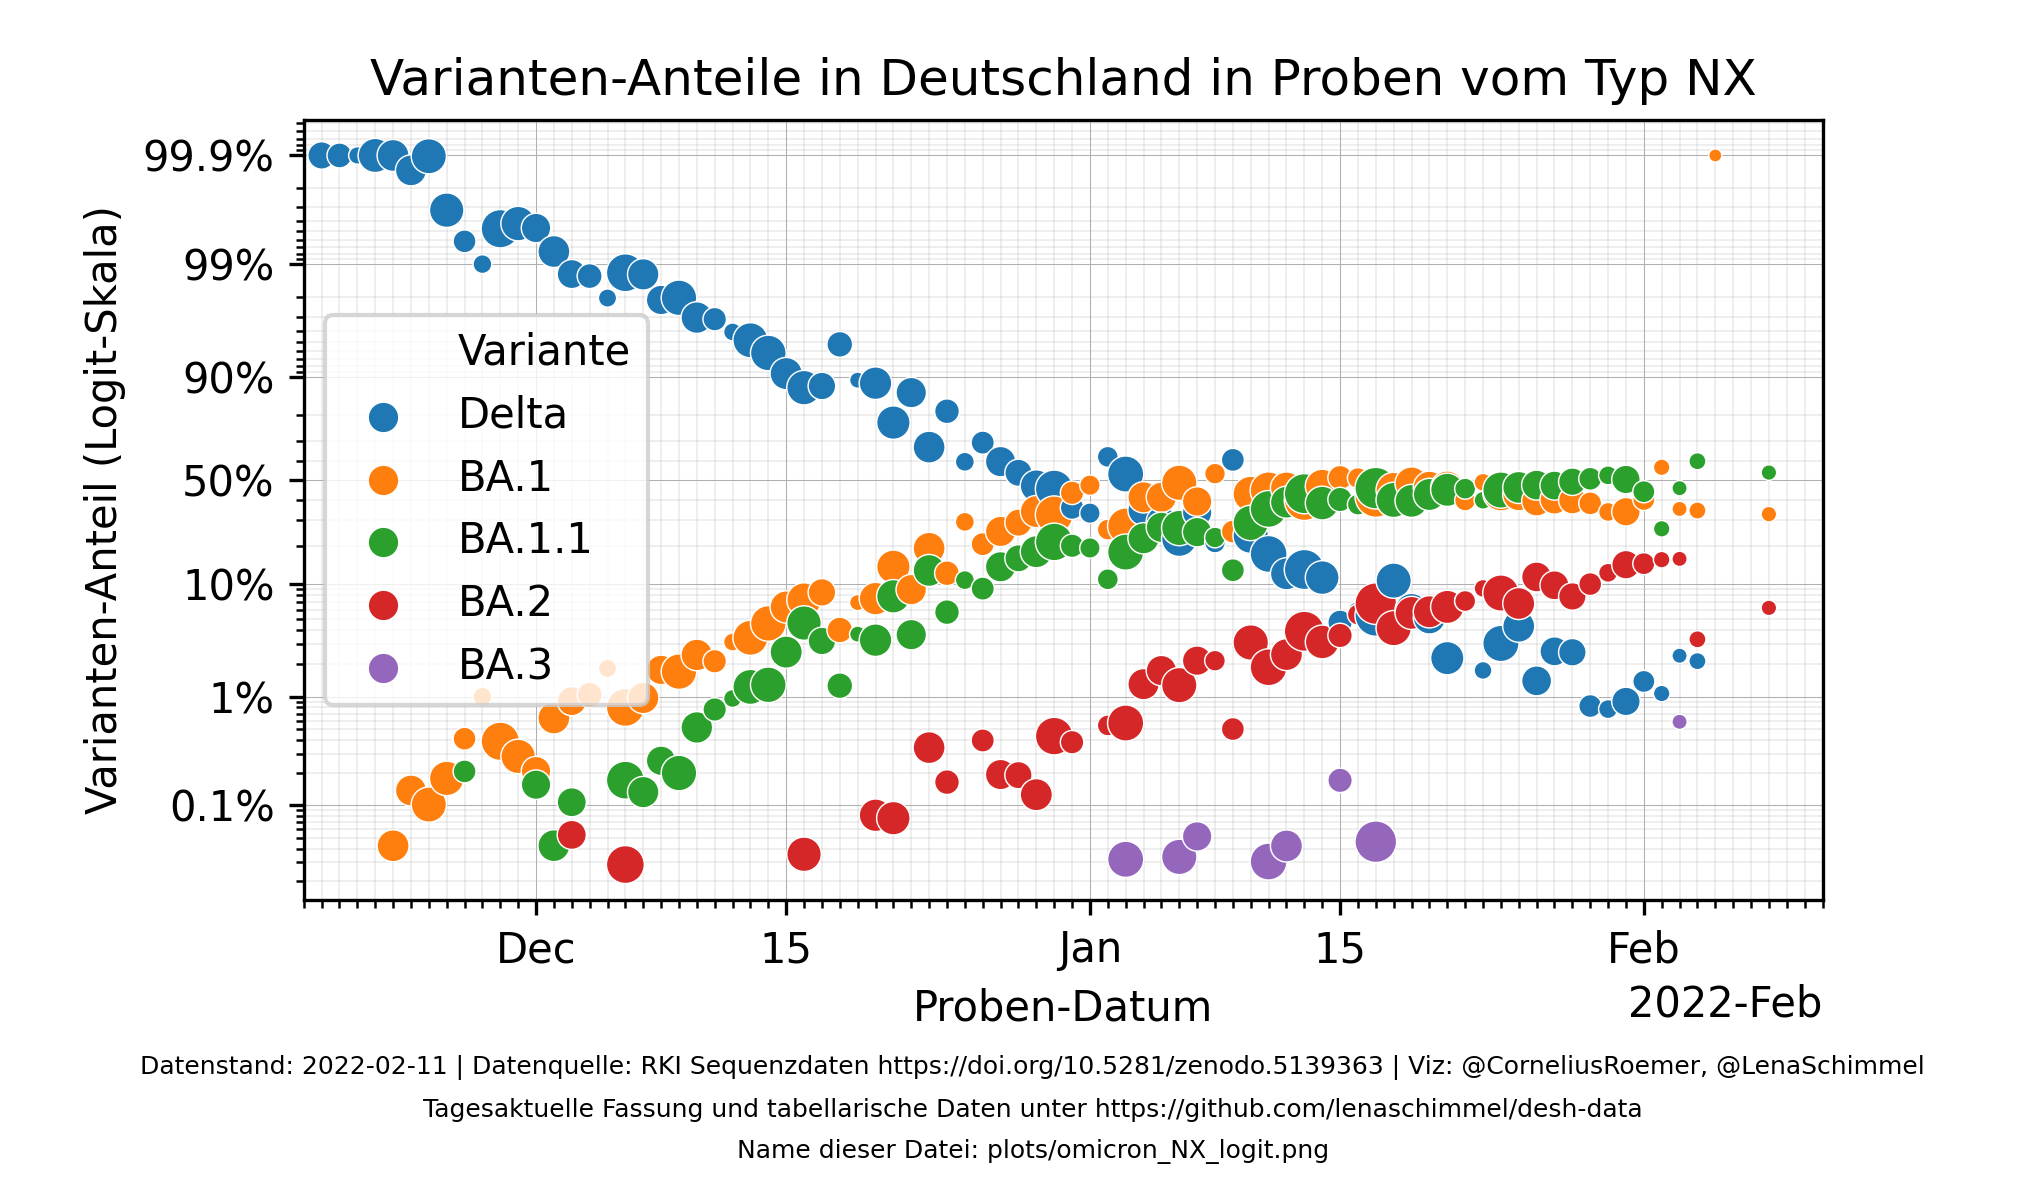 Varianten-Anteile in Deutschland in Proben vom Typ NX
Varianten-Anteil (Logit-Skala)
99.9%
99%
90%
50%
10%
1%
0.1%
Variante
Delta
BA.1
BA.1.1
BA.2
BA.3
Dec
15
Jan
15
Feb
Proben-Datum
2022-Feb
Datenstand: 2022-02-11 | Datenquelle: RKI Sequenzdaten https://doi.org/10.5281/zenodo.5139363 | Viz: @CorneliusRoemer, @LenaSchimmel
Tagesaktuelle Fassung und tabellarische Daten unter https://github.com/lenaschimmel/desh-data
Name dieser Datei: plots/omicron_NX_logit.png